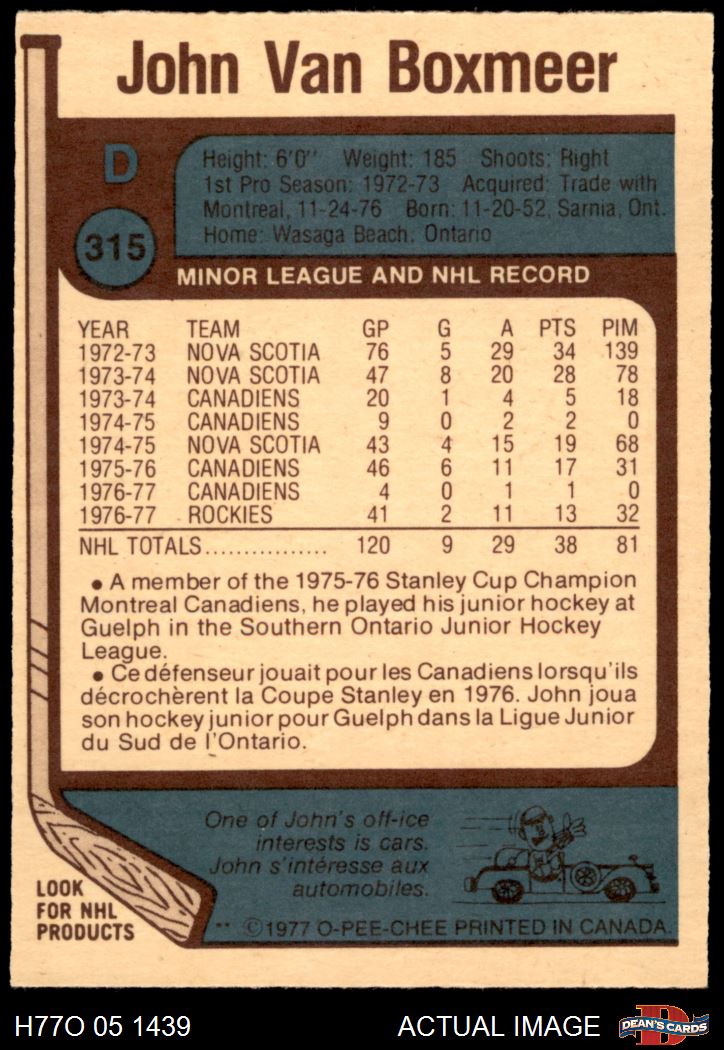 John Van Boxmeer
D
315
Height: 6'0" Weight: 185 Shoots: Right
1st Pro Season: 1972-73 Acquired: Trade with
Montreal, 11-24-76 Born: 11-20-52, Sarnia, Ont.
Home: Wasaga Beach, Ontario
MINOR LEAGUE AND NHL RECORD
YEAR TEAM GP G A PTS PIM
1972-73 NOVA SCOTIA 76 5 29 34 139
1973-74 NOVA SCOTIA 47 8 20 28 78
1973-74 CANADIENS 20 1 4 5 18
1974-75 CANADIENS 9 0 2 2 0
1974-75 NOVA SCOTIA 43 4 15 19 68
1975-76 CANADIENS 46 6 11 17 31
1976-77 CANADIENS 4 0 1 1 0
1976-77 ROCKIES 41 2 11 13 32
NHL TOTALS................ 120 9 29 38 81
● A member of the 1975-76 Stanley Cup Champion
Montreal Canadiens, he played his junior hockey at
Guelph in the Southern Ontario Junior Hockey
League.
● Ce défenseur jouait pour les Canadiens lorsqu'ils
décrochèrent la Coupe Stanley en 1976. John joua
son hockey junior pour Guelph dans la Ligue Junior
du Sud de l'Ontario.
One of John's off-ice
interests is cars.
John s'intéresse aux
automobiles.
LOOK
FOR NHL
PRODUCTS
** ©1977 O-PEE-CHEE PRINTED IN CANADA.
H77O 05 1439 ACTUAL IMAGE
D
DEAN'S CARDS